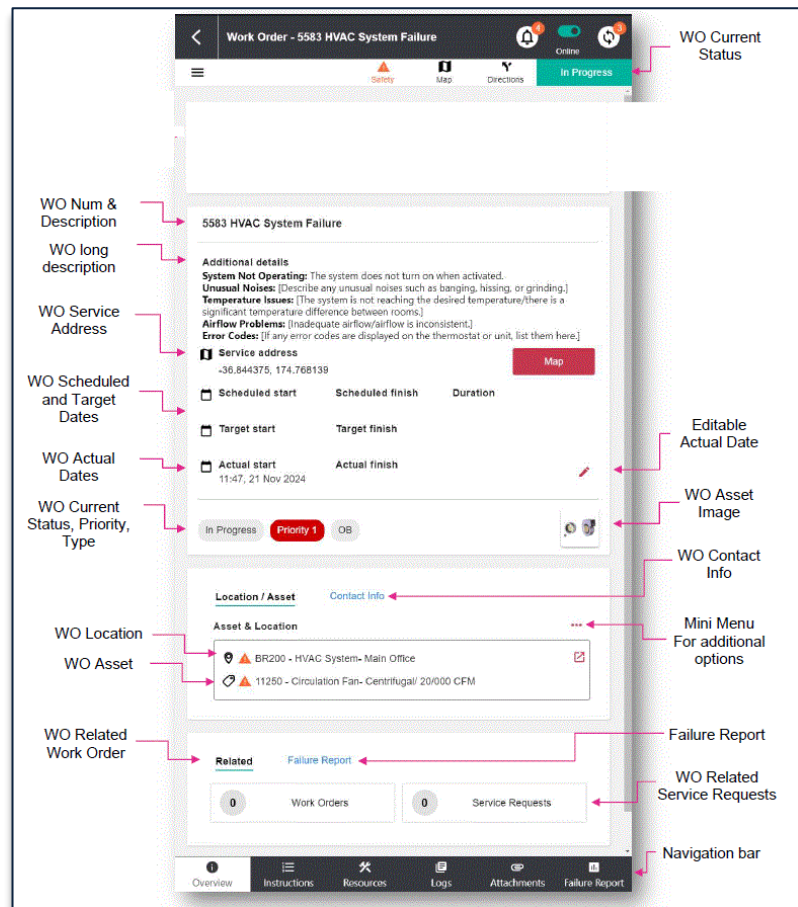 Work Order - 5583 HVAC System Failure
4
Online
3
WO Current
Status
Safety
Map
Directions
In Progress
WO Num &
Description
5583 HVAC System Failure
WO long
description
Additional details
System Not Operating: The system does not turn on when activated.
Unusual Noises: [Describe any unusual noises such as banging, hissing, or grinding.]
Temperature Issues: [The system is not reaching the desired temperature/there is a
significant temperature difference between rooms.]
Airflow Problems: [Inadequate airflow/airflow is inconsistent.]
Error Codes: [If any error codes are displayed on the thermostat or unit, list them here.]
WO Service
Address
Service address
-36.844375, 174.768139
Map
WO Scheduled
and Target
Dates
Scheduled start Scheduled finish Duration
Target start Target finish
Editable
Actual Date
WO Actual
Dates
Actual start Actual finish
11:47, 21 Nov 2024
WO Current
Status, Priority,
Type
In Progress Priority 1 OB
WO Asset
Image
WO Contact
Info
Location / Asset Contact Info
Asset & Location
Mini Menu
For additional
options
WO Location
BR200 - HVAC System- Main Office
WO Asset
11250 - Circulation Fan- Centrifugal/ 20/000 CFM
WO Related
Work Order
Related Failure Report
Failure Report
0 Work Orders 0 Service Requests
WO Related
Service Requests
Navigation bar
Overview Instructions Resources Logs Attachments Failure Report